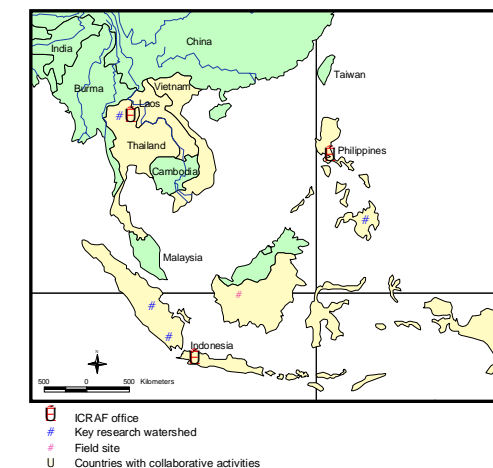 China
India
Taiwan
Burma
Vietnam
Laos
Thailand
Philippines
Cambodia
Malaysia
Indonesia
N
500 0 500 Kilometers
ICRAF office
# Key research watershed
# Field site
U Countries with collaborative activities